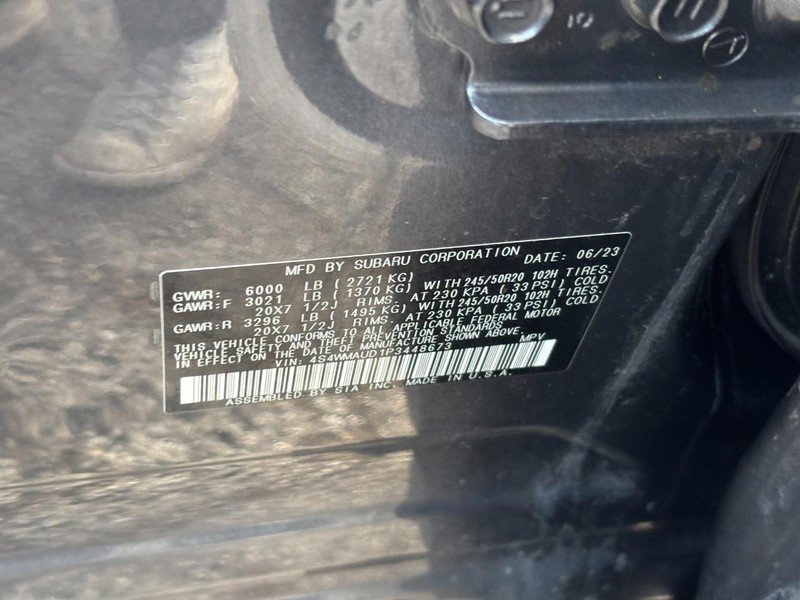 MFD BY SUBARU CORPORATION DATE: 06/23
GVWR: 6000 LB ( 2721 KG)
GAWR:F 3021 LB ( 1370 KG) WITH 245/50R20 102H TIRES.
20X7 1/2J RIMS. AT 230 KPA ( 33 PSI) COLD
GAWR:R 3296 LB ( 1495 KG) WITH 245/50R20 102H TIRES.
20X7 1/2J RIMS. AT 230 KPA ( 33 PSI) COLD
THIS VEHICLE CONFORMS TO ALL APPLICABLE FEDERAL MOTOR
VEHICLE SAFETY AND THEFT PREVENTION STANDARDS
IN EFFECT ON THE DATE OF MANUFACTURE SHOWN ABOVE.
VIN: 4S4WMAUD1P3448673 MPV
ASSEMBLED BY SIA INC. MADE IN U.S.A.